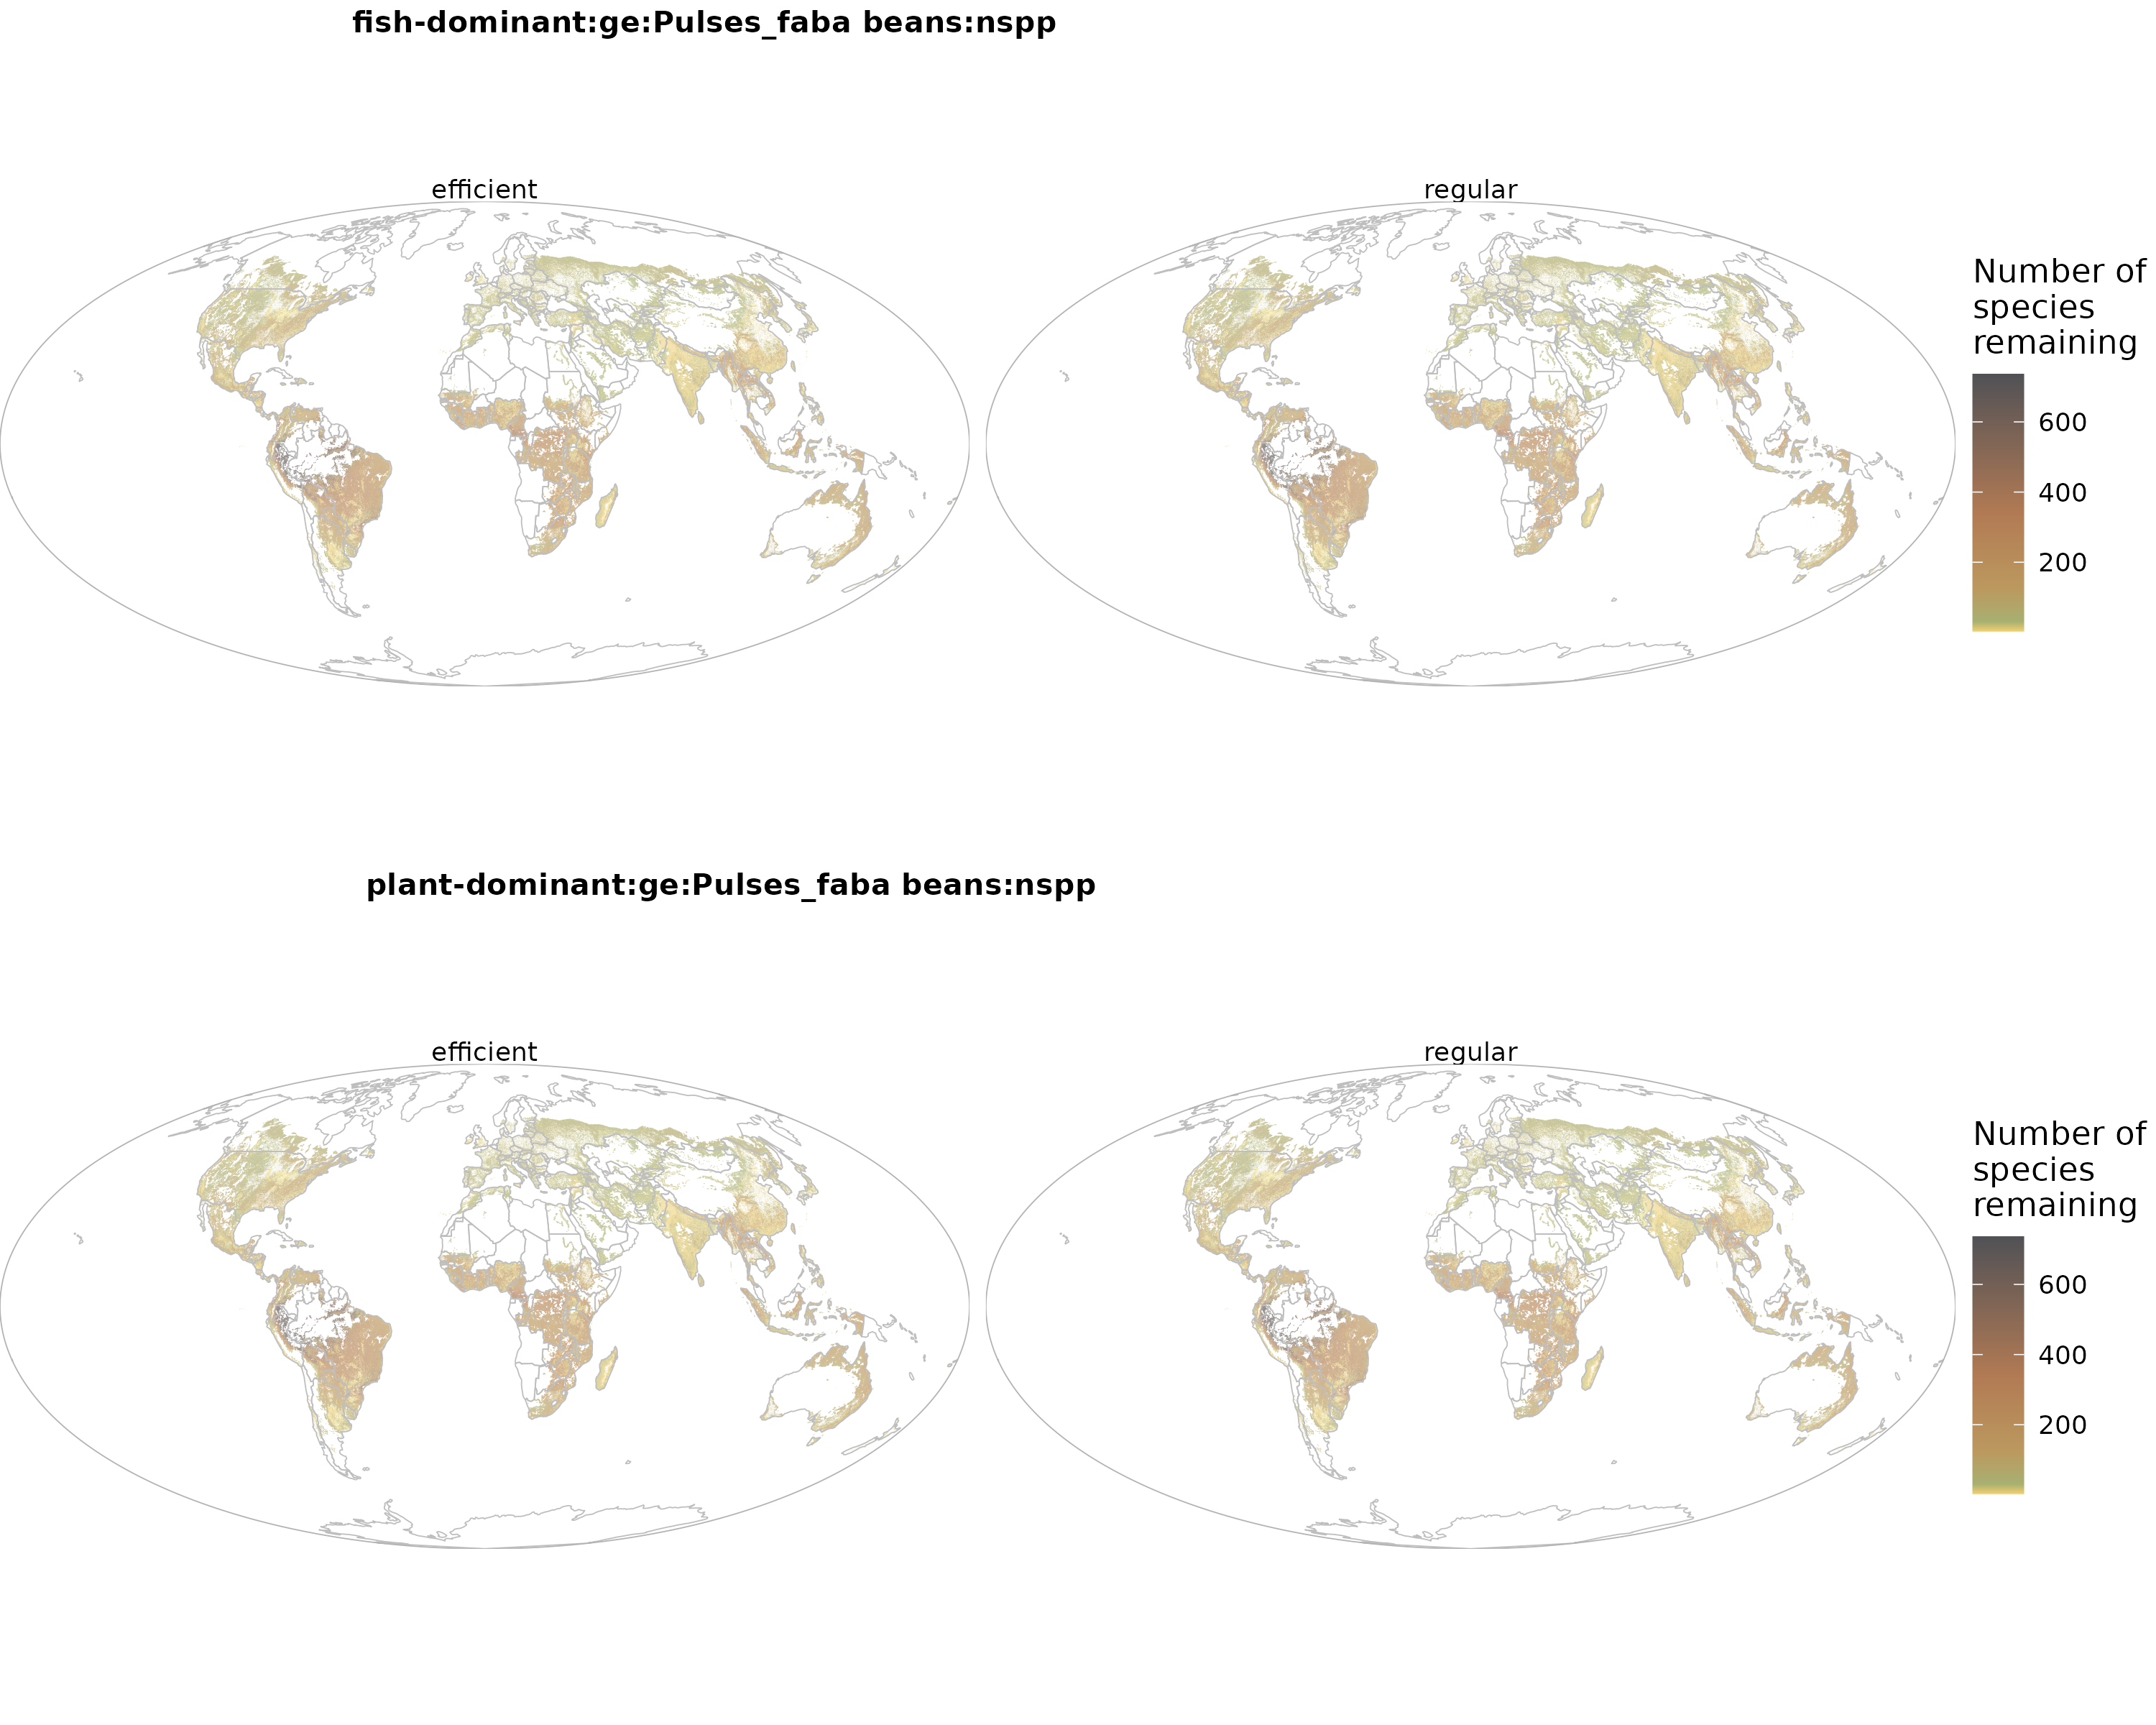 fish-dominant:ge:Pulses_faba beans:nspp
efficient
regular
Number of
species
remaining
600
400
200
plant-dominant:ge:Pulses_faba beans:nspp
efficient
regular
Number of
species
remaining
600
400
200